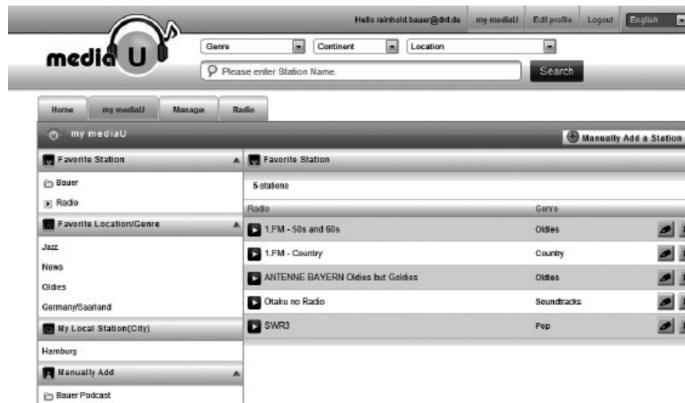 Hello reinhold bauer@dnt.de my mediaU Edit profile Logout English
media U
Genre Continent Location
Please enter Station Name. Search
Home my mediaU Manager Radio
my mediaU
Manually Add a Station
Favorite Station
Bauer
Radio
Favorite Location/Genre
Jazz
News
Oldies
Germany/Saarland
My Local Station(City)
Hamburg
Manually Add
Bauer Podcast
Favorite Station
5 stations
Radio Genre
1.FM - 50s and 60s Oldies
1.FM - Country Country
ANTENNE BAYERN Oldies but Goldies Oldies
Otaku no Radio Soundtracks
SWR3 Pop